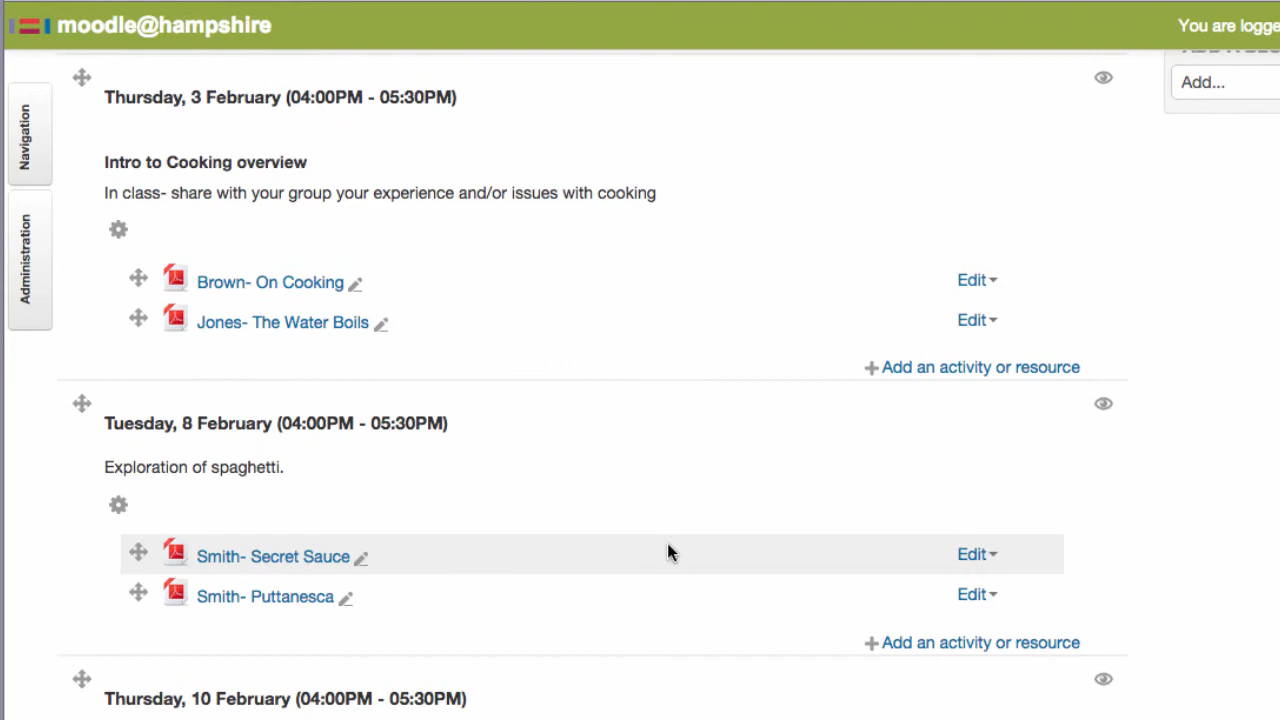 moodle@hampshire
You are logge
Add...
Navigation
Administration
Thursday, 3 February (04:00PM - 05:30PM)
Intro to Cooking overview
In class- share with your group your experience and/or issues with cooking
Brown- On Cooking
Edit
Jones- The Water Boils
Edit
Add an activity or resource
Tuesday, 8 February (04:00PM - 05:30PM)
Exploration of spaghetti.
Smith- Secret Sauce
Edit
Smith- Puttanesca
Edit
Add an activity or resource
Thursday, 10 February (04:00PM - 05:30PM)